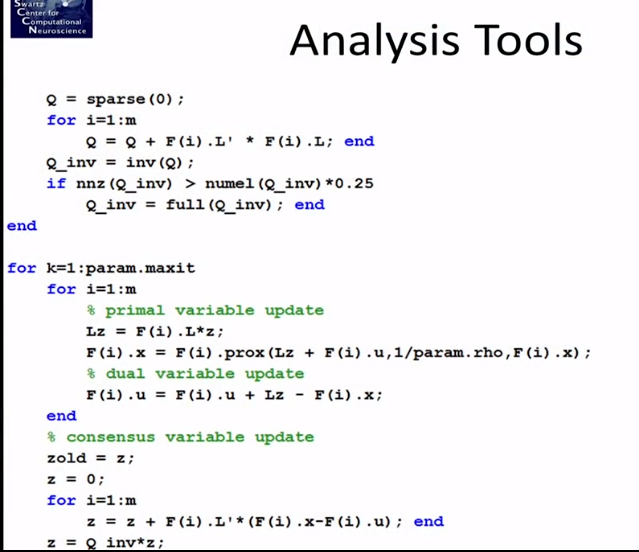 Swartz
Center for
Computational
Neuroscience
Analysis Tools
Q = sparse(0);
for i=1:m
Q = Q + F(i).L' * F(i).L; end
Q_inv = inv(Q);
if nnz(Q_inv) > numel(Q_inv)*0.25
Q_inv = full(Q_inv); end
end
for k=1:param.maxit
for i=1:m
% primal variable update
Lz = F(i).L*z;
F(i).x = F(i).prox(Lz + F(i).u,1/param.rho,F(i).x);
% dual variable update
F(i).u = F(i).u + Lz - F(i).x;
end
% consensus variable update
zold = z;
z = 0;
for i=1:m
z = z + F(i).L'*(F(i).x-F(i).u); end
z = Q_inv*z;